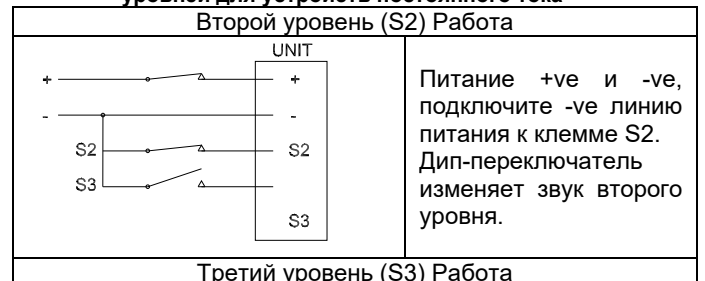 Второй уровень (S2) Работа
UNIT
+ +
- -
S2 S2
S3
S3
Питание +ve и -ve,
подключите -ve линию
питания к клемме S2.
Дип-переключатель
изменяет звук второго
уровня.
Третий уровень (S3) Работа